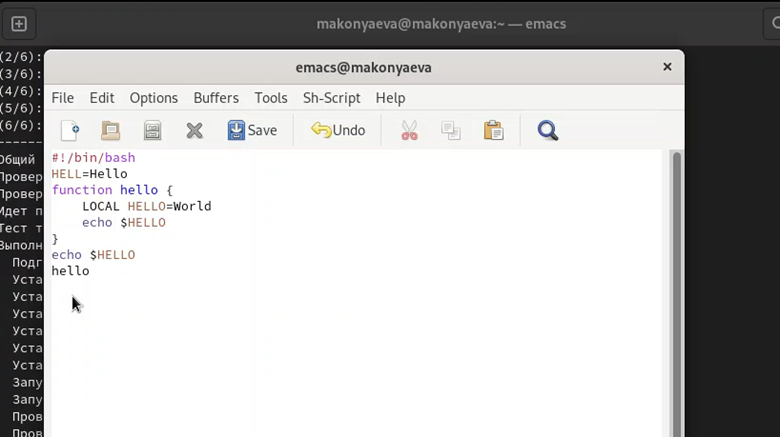 makonyaeva@makonyaeva:~ — emacs
(2/6):
(3/6):
(4/6):
(5/6):
(6/6):
------
Общий
Провер
Провер
Идет п
Тест т
Выполн
Подг
Уста
Уста
Уста
Уста
Уста
Уста
Запу
Запу
Пров
Пров
emacs@makonyaeva
File Edit Options Buffers Tools Sh-Script Help
Save Undo
#!/bin/bash
HELL=Hello
function hello {
    LOCAL HELLO=World
    echo $HELLO
}
echo $HELLO
hello